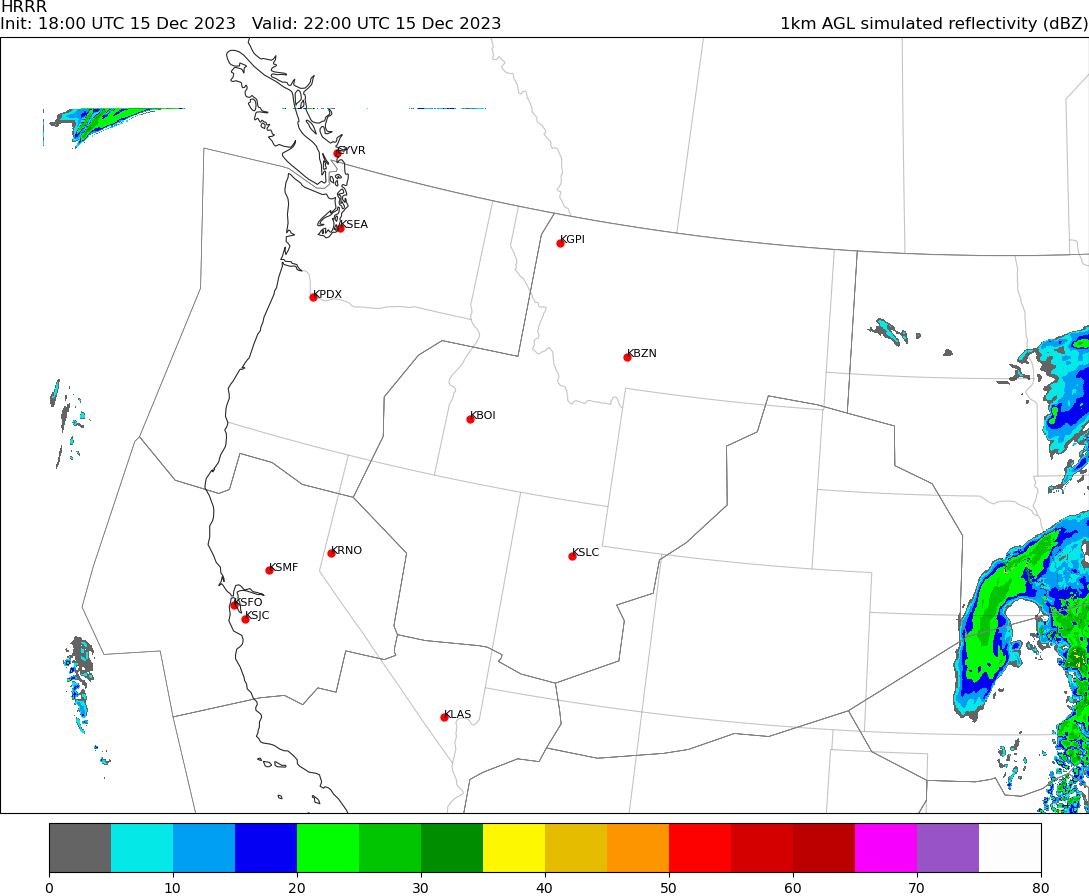 HRRR
Init: 18:00 UTC 15 Dec 2023   Valid: 22:00 UTC 15 Dec 2023   1km AGL simulated reflectivity (dBZ)
CYVR
KSEA
KGPI
KPDX
KBZN
KBOI
KRNO
KSLC
KSMF
KSFO
KSJC
KLAS
0 10 20 30 40 50 60 70 80